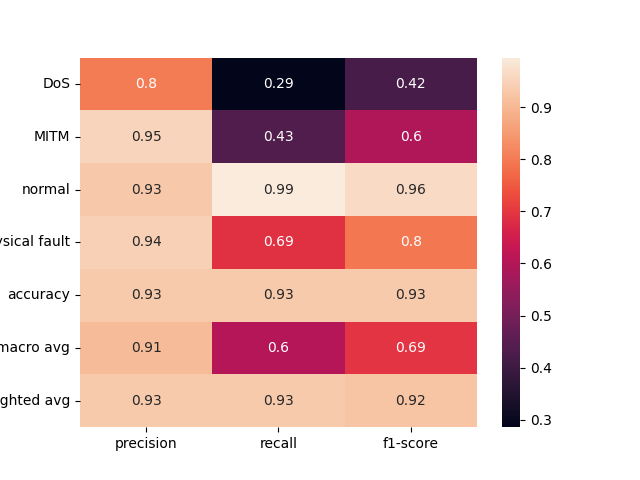 DoS 0.8 0.29 0.42
MITM 0.95 0.43 0.6
normal 0.93 0.99 0.96
ysical fault 0.94 0.69 0.8
accuracy 0.93 0.93 0.93
macro avg 0.91 0.6 0.69
ghted avg 0.93 0.93 0.92
precision recall f1-score
0.9
0.8
0.7
0.6
0.5
0.4
0.3